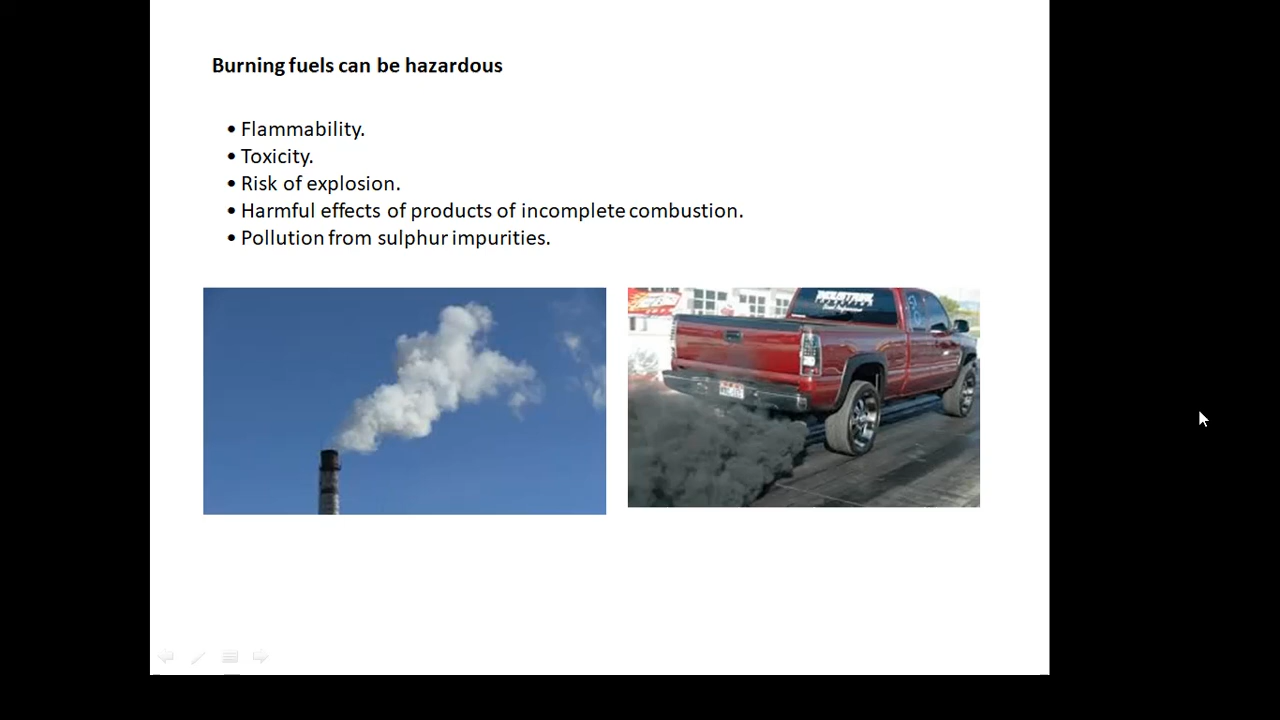 Burning fuels can be hazardous
• Flammability.
• Toxicity.
• Risk of explosion.
• Harmful effects of products of incomplete combustion.
• Pollution from sulphur impurities.